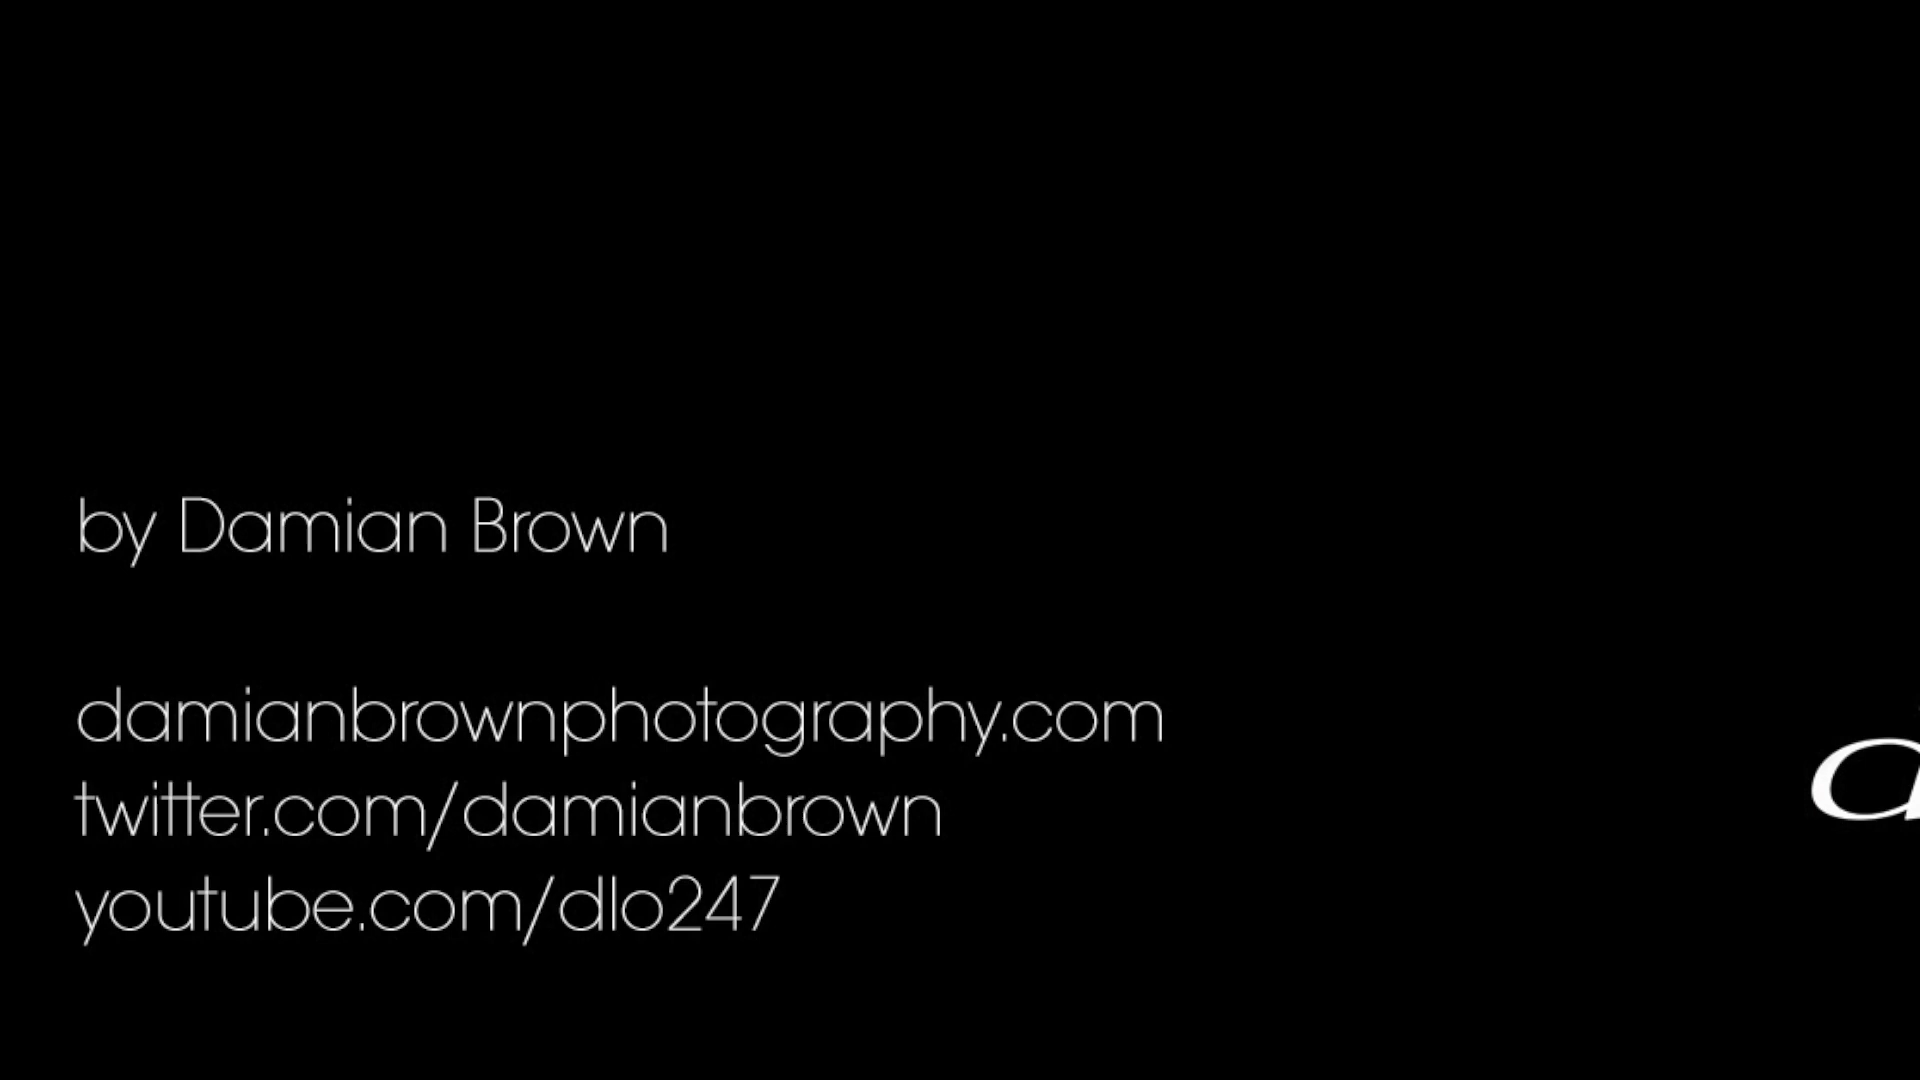 by Damian Brown
damianbrownphotography.com
twitter.com/damianbrown
youtube.com/dlo247